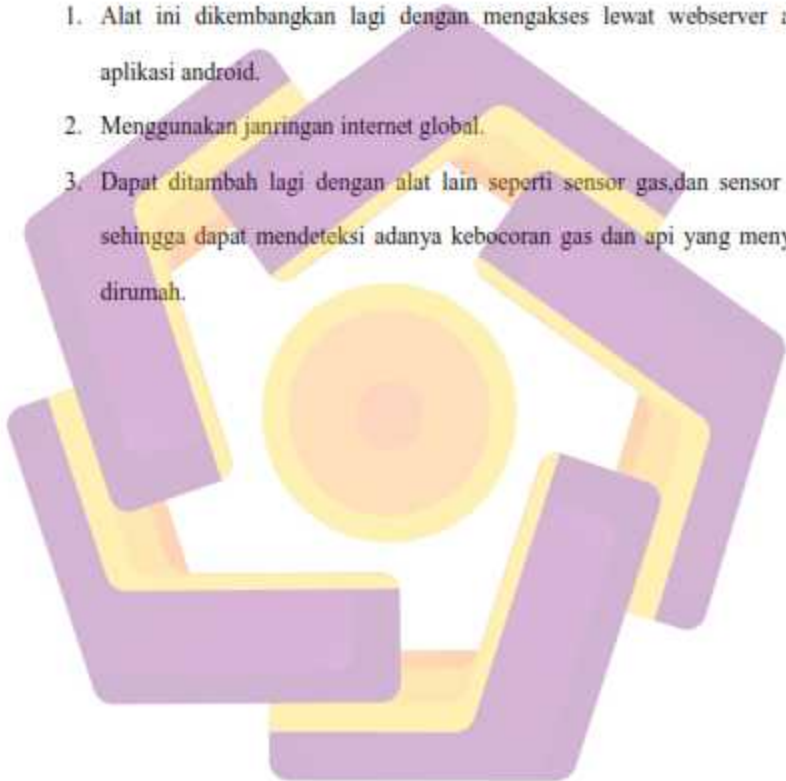 1. Alat ini dikembangkan lagi dengan mengakses lewat webserver
aplikasi android.
2. Menggunakan janringan internet global.
3. Dapat ditambah lagi dengan alat lain seperti sensor gas,dan sensor
sehingga dapat mendeteksi adanya kebocoran gas dan api yang
dirumah.